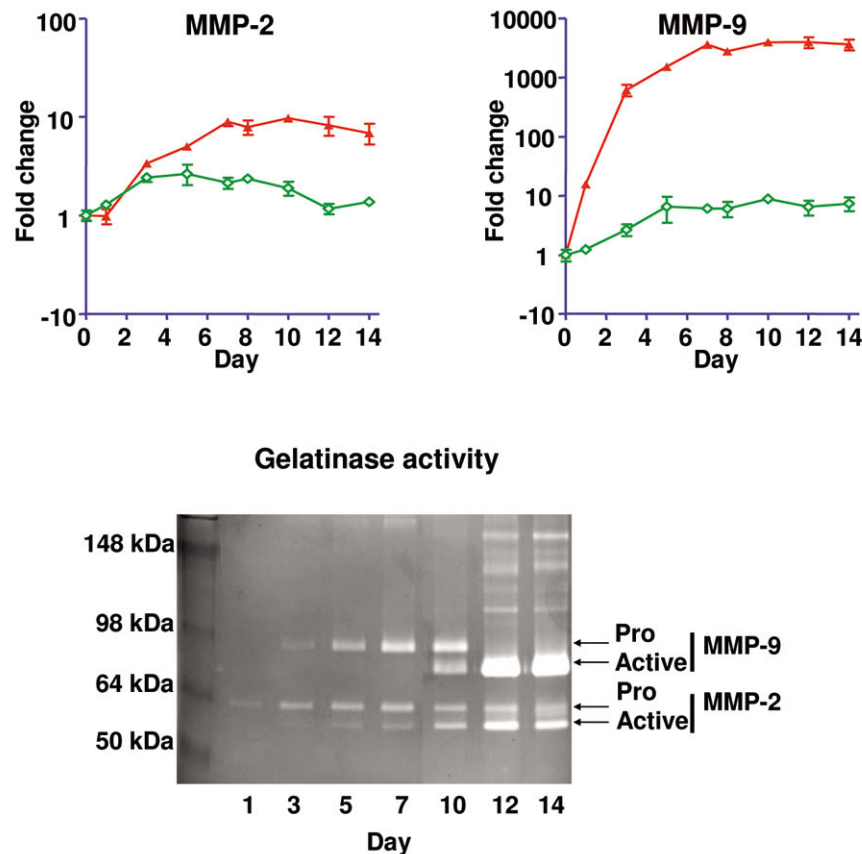 MMP-2
MMP-9
Fold change
100
10
1
-10
0 2 4 6 8 10 12 14
Day
Fold change
10000
1000
100
10
1
-10
0 2 4 6 8 10 12 14
Day
Gelatinase activity
148 kDa
98 kDa
64 kDa
50 kDa
Pro
Active
MMP-9
Pro
Active
MMP-2
1 3 5 7 10 12 14
Day